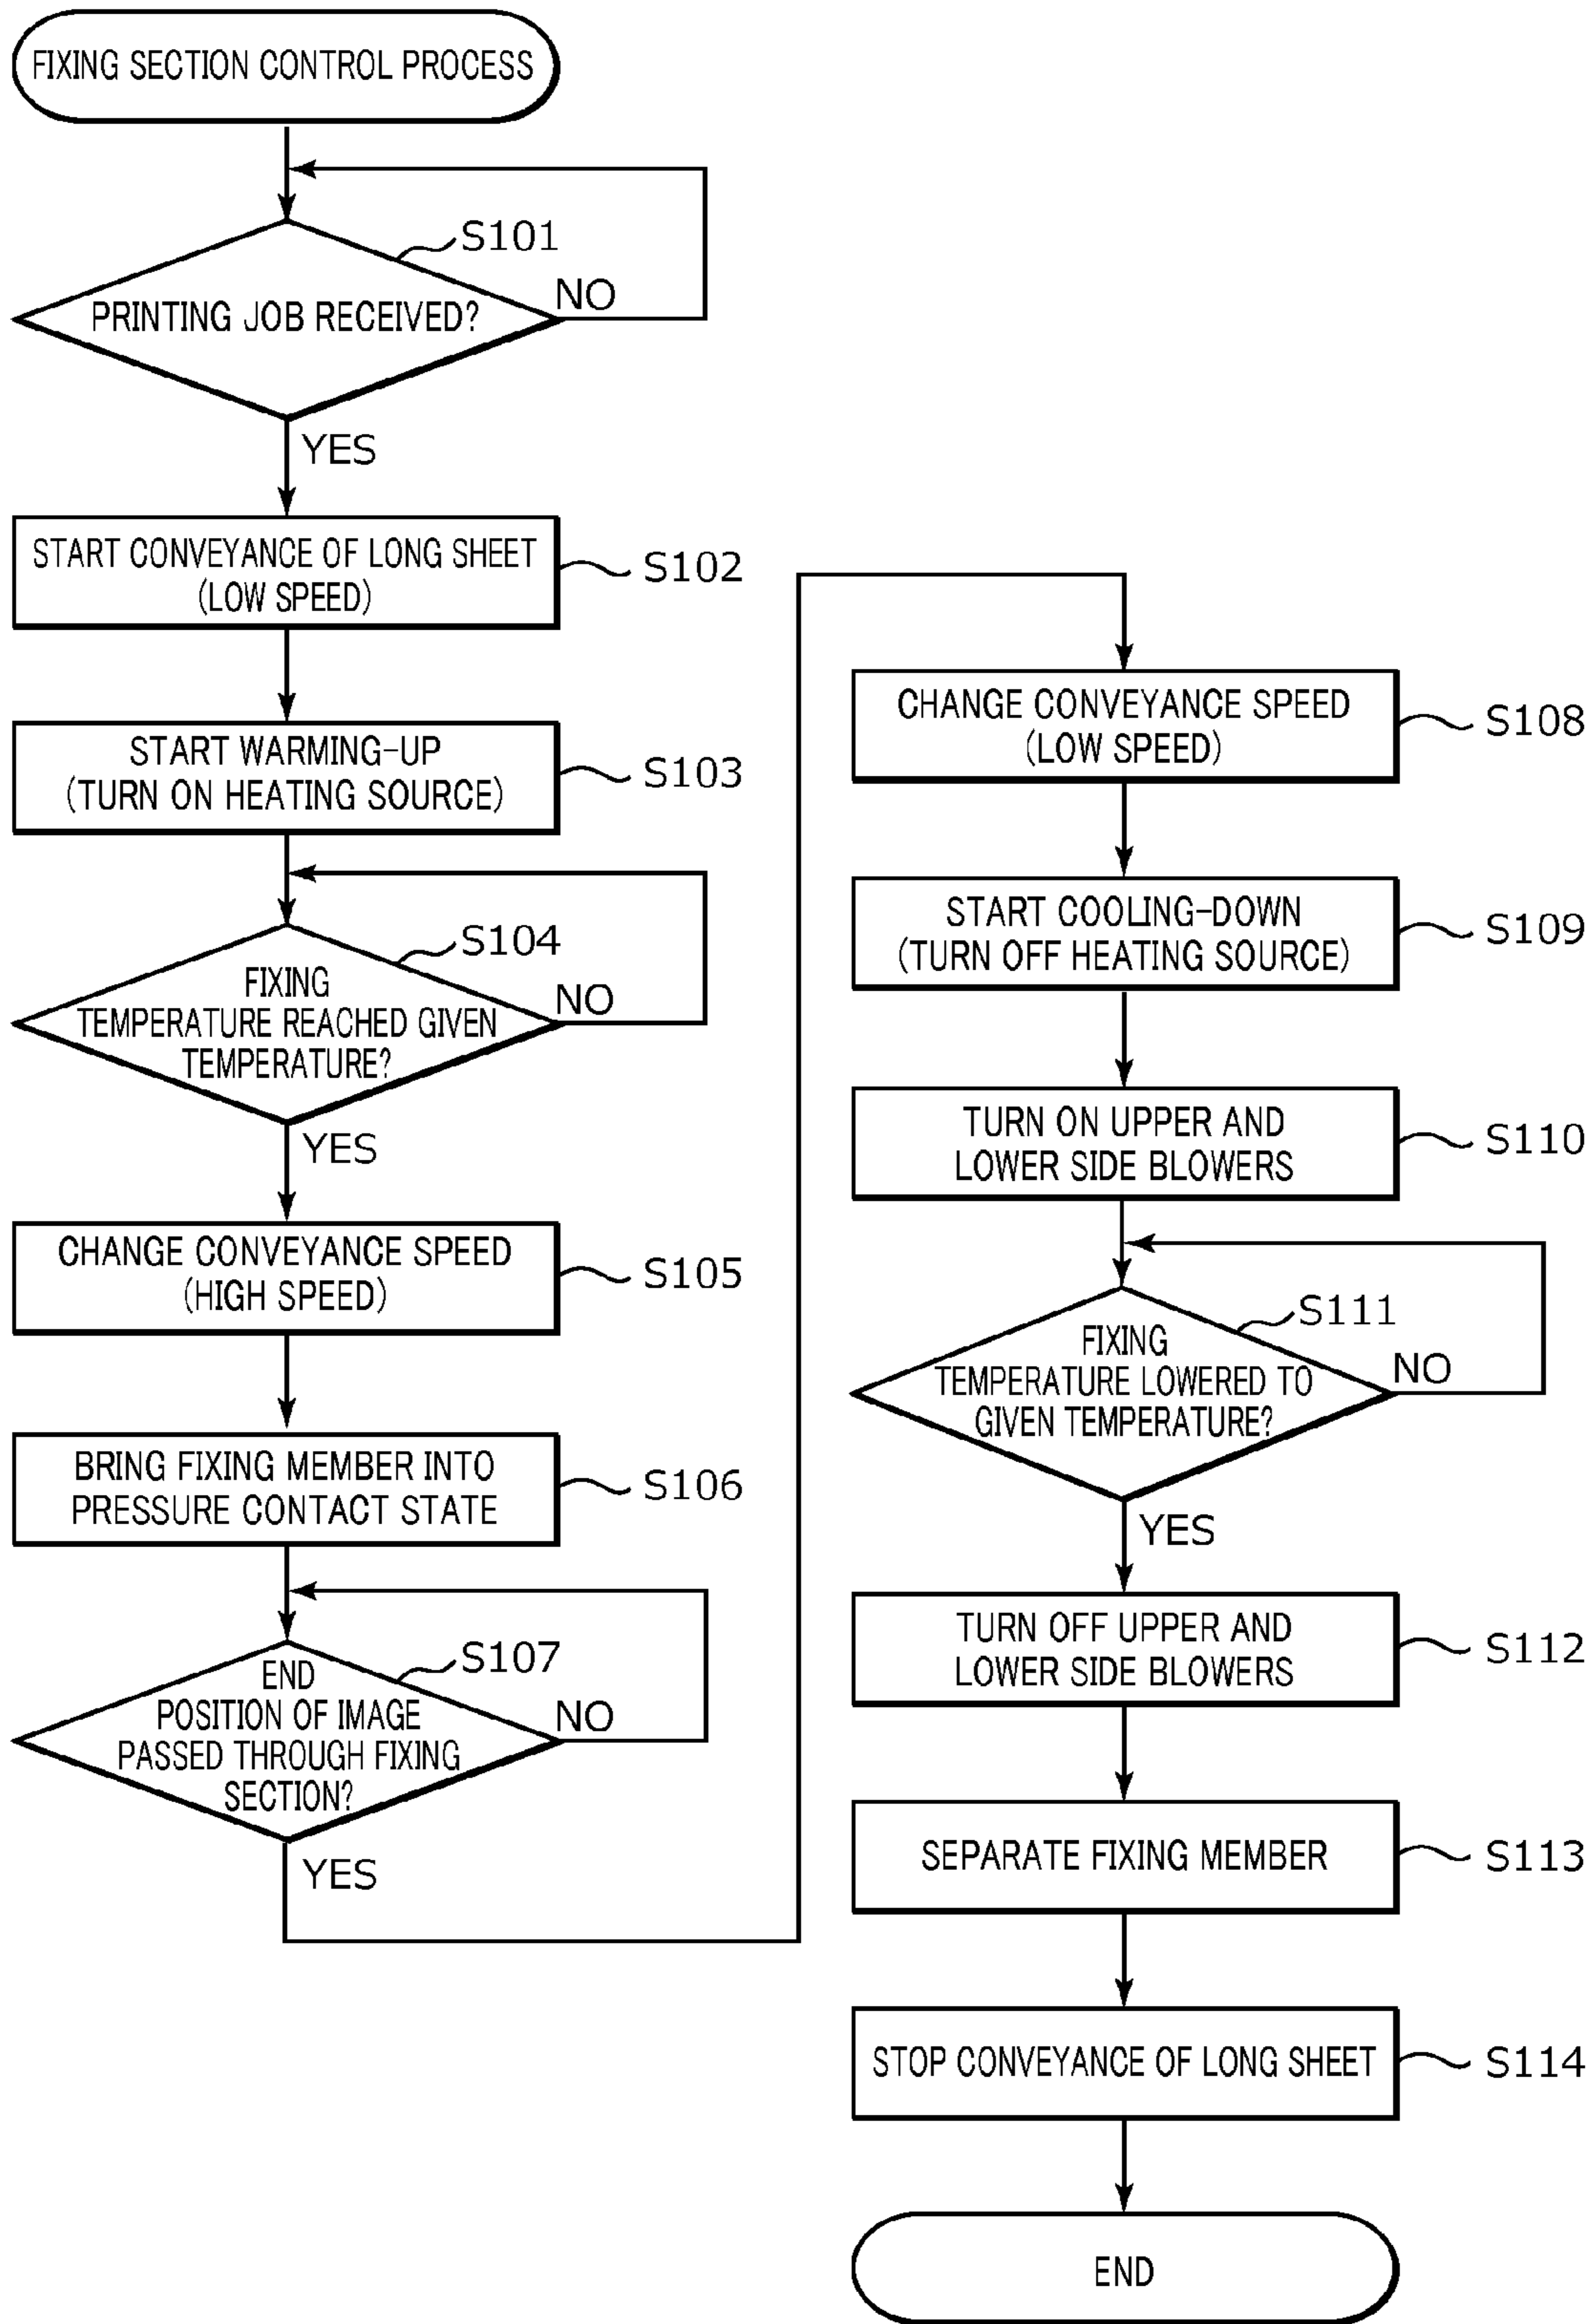 FIXING SECTION CONTROL PROCESS
S101
PRINTING JOB RECEIVED?
NO
YES
START CONVEYANCE OF LONG SHEET
(LOW SPEED)
S102
START WARMING-UP
(TURN ON HEATING SOURCE)
S103
S104
FIXING
TEMPERATURE REACHED GIVEN
TEMPERATURE?
NO
YES
CHANGE CONVEYANCE SPEED
(HIGH SPEED)
S105
BRING FIXING MEMBER INTO
PRESSURE CONTACT STATE
S106
S107
END
POSITION OF IMAGE
PASSED THROUGH FIXING
SECTION?
NO
YES
CHANGE CONVEYANCE SPEED
(LOW SPEED)
S108
START COOLING-DOWN
(TURN OFF HEATING SOURCE)
S109
TURN ON UPPER AND
LOWER SIDE BLOWERS
S110
S111
FIXING
TEMPERATURE LOWERED TO
GIVEN TEMPERATURE?
NO
YES
TURN OFF UPPER AND
LOWER SIDE BLOWERS
S112
SEPARATE FIXING MEMBER
S113
STOP CONVEYANCE OF LONG SHEET
S114
END